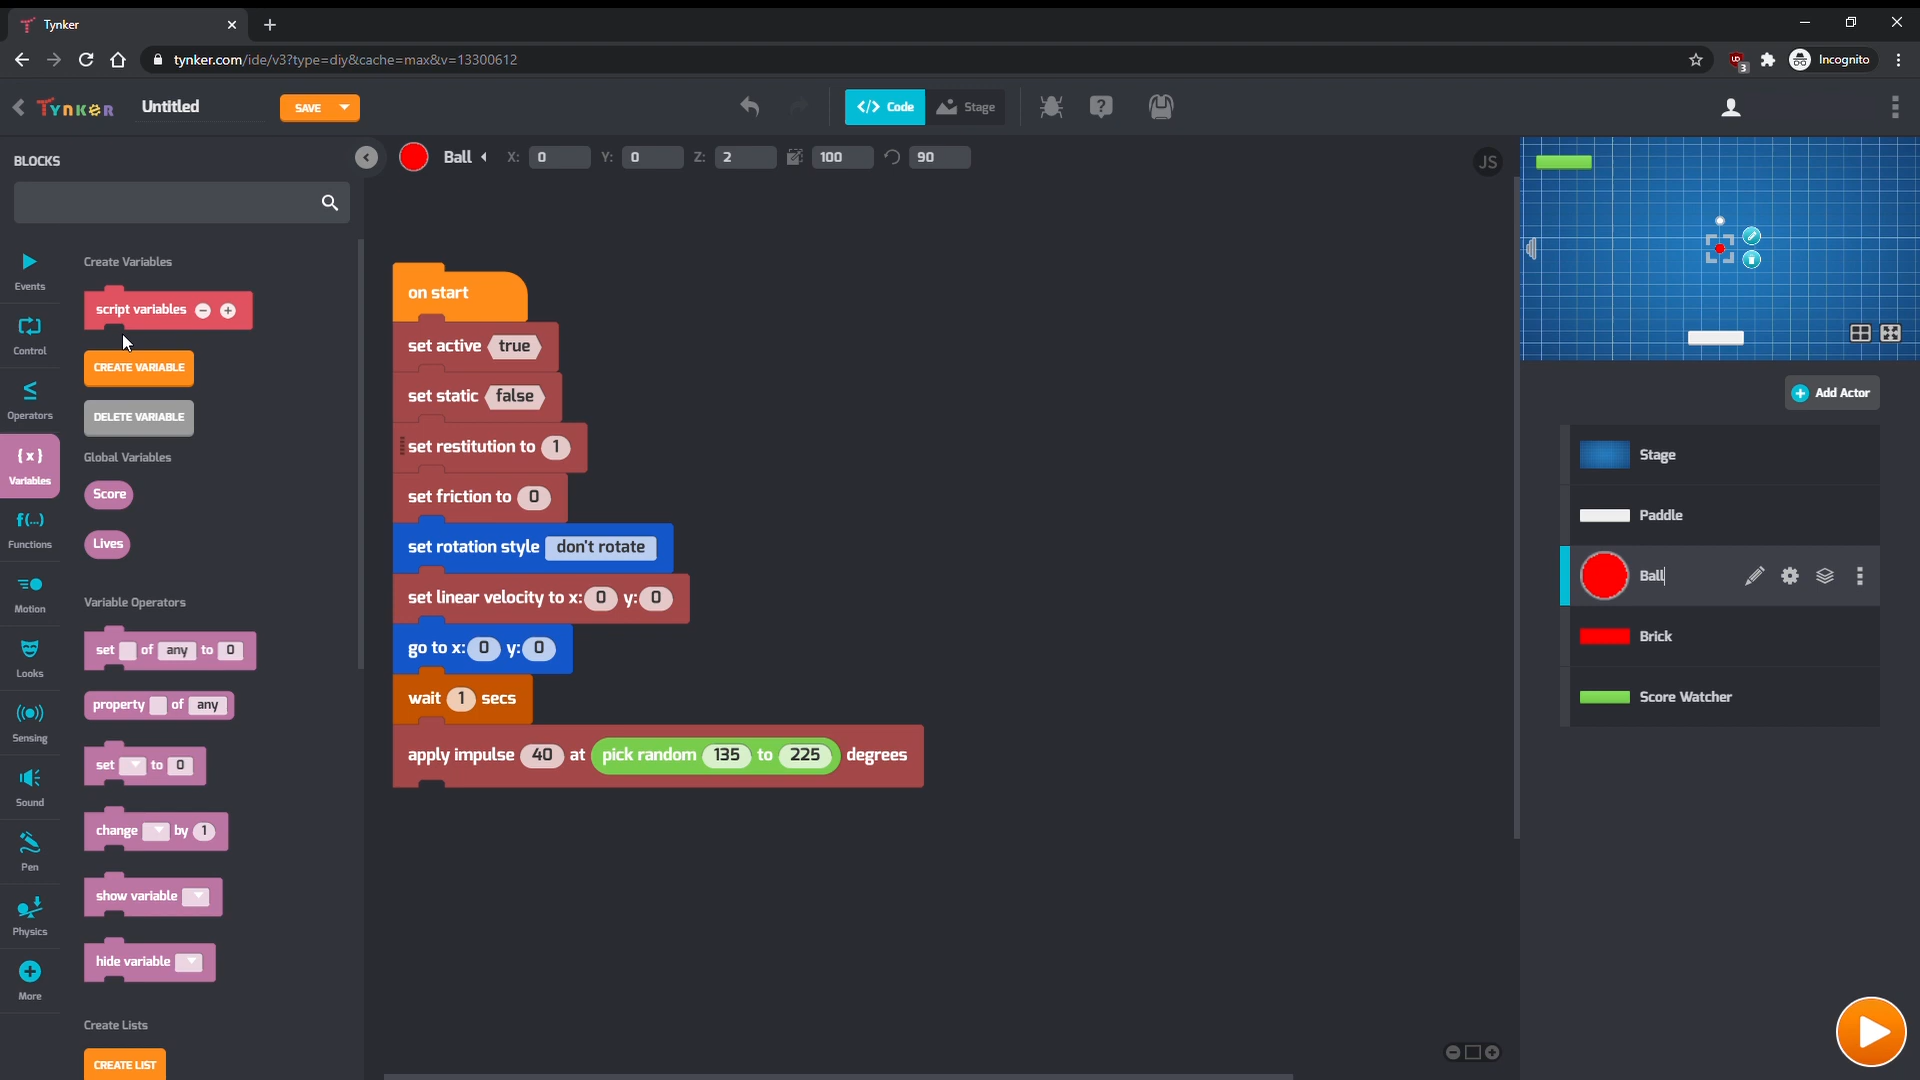 Tynker
tynker.com/ide/v3?type=diy&cache=max&v=13300612
3
Incognito
TYNKER
Untitled
SAVE
</> Code
Stage
?
BLOCKS
Ball
X: 0
Y: 0
Z: 2
100
90
JS
Events
Control
Operators
{x}
Variables
f(...)
Functions
Motion
Looks
Sensing
Sound
Pen
Physics
More
Create Variables
script variables
CREATE VARIABLE
DELETE VARIABLE
Global Variables
Score
Lives
Variable Operators
set of any to 0
property of any
set to 0
change by 1
show variable
hide variable
Create Lists
CREATE LIST
on start
set active true
set static false
set restitution to 1
set friction to 0
set rotation style don't rotate
set linear velocity to x: 0 y: 0
go to x: 0 y: 0
wait 1 secs
apply impulse 40 at pick random 135 to 225 degrees
Add Actor
Stage
Paddle
Ball
Brick
Score Watcher